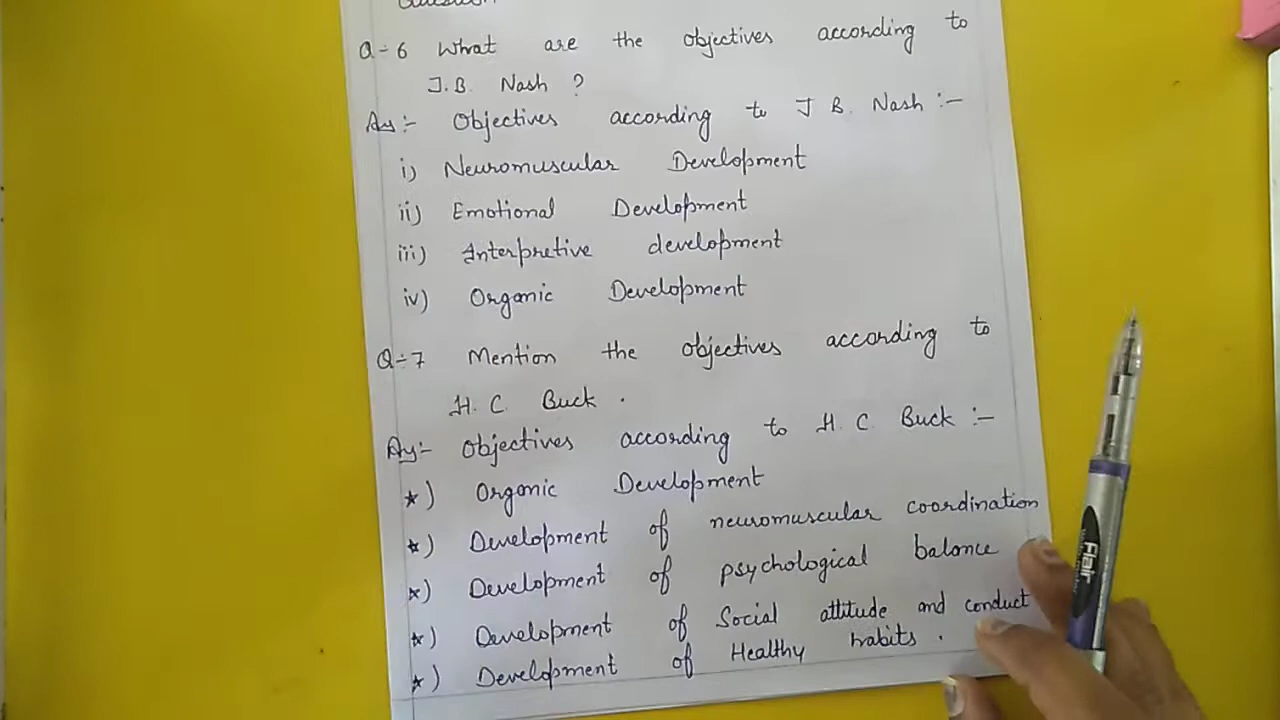 Question
Q-6 What are the objectives according to
J.B. Nash ?
Ans:- Objectives according to J B. Nash :-
i) Neuromuscular Development
ii) Emotional Development
iii) Interpretive development
iv) Organic Development
Q-7 Mention the objectives according to
H. C. Buck .
Ans:- Objectives according to H. C. Buck :-
*) Organic Development
*) Development of neuromuscular coordination
*) Development of psychological balance
*) Development of Social attitude and conduct
*) Development of Healthy habits .
Flair